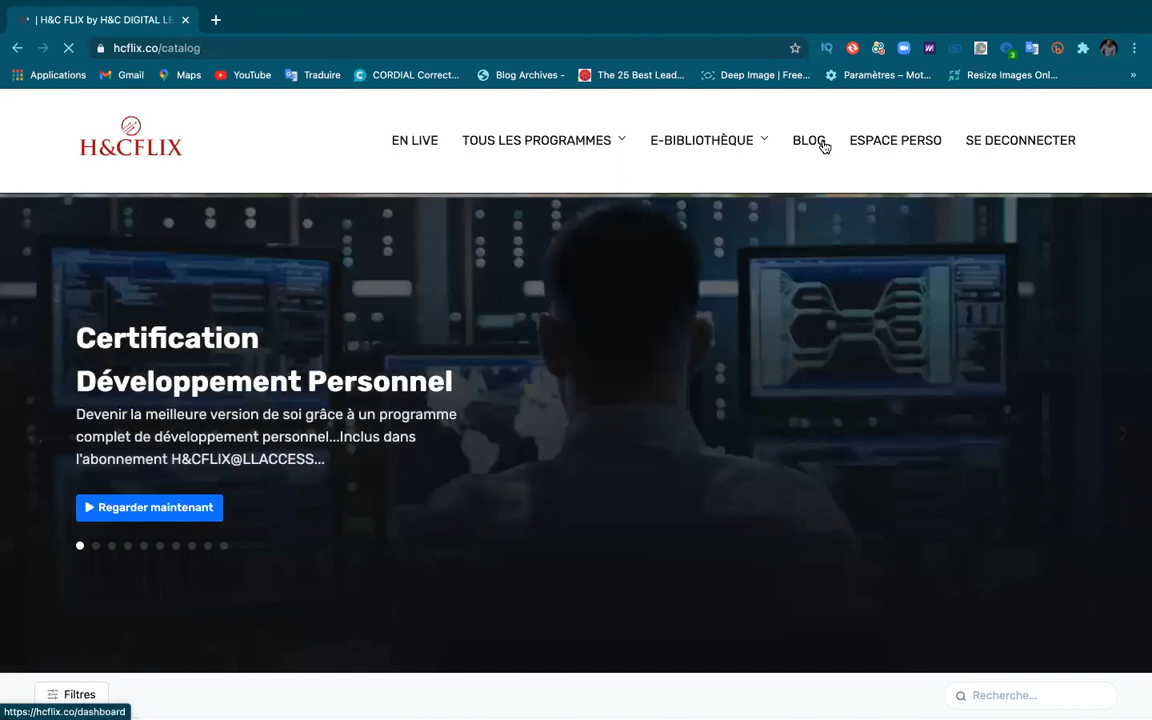 | H&C FLIX by H&C DIGITAL LE
hcflix.co/catalog
3
Applications Gmail Maps YouTube Traduire CORDIAL Correct... Blog Archives - The 25 Best Lead... Deep Image | Free... Paramètres – Mot... Resize Images Onl... »
H&CFLIX
EN LIVE TOUS LES PROGRAMMES E-BIBLIOTHÈQUE BLOG ESPACE PERSO SE DECONNECTER
Certification
Développement Personnel
Devenir la meilleure version de soi grâce à un programme
complet de développement personnel...Inclus dans
l'abonnement H&CFLIX@LLACCESS...
Regarder maintenant
Filtres
Recherche...
https://hcflix.co/dashboard